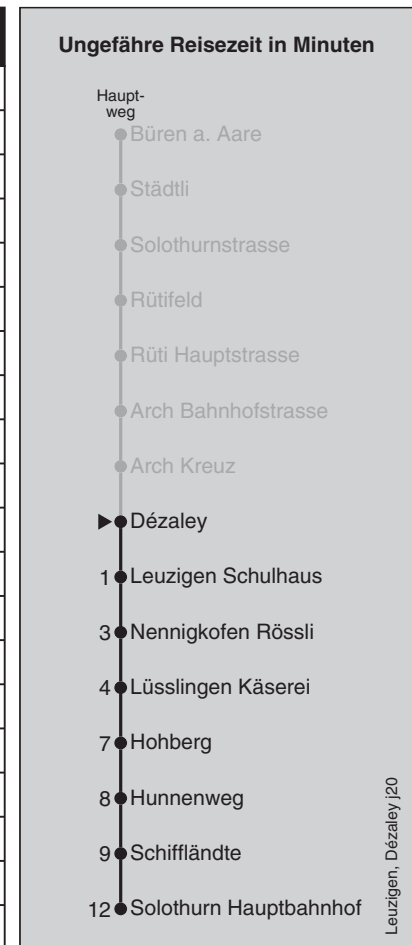 Ungefähre Reisezeit in Minuten
Haupt-
weg
Büren a. Aare
Städtli
Solothurnstrasse
Rütifeld
Rüti Hauptstrasse
Arch Bahnhofstrasse
Arch Kreuz
Dézaley
1 Leuzigen Schulhaus
3 Nennigkofen Rössli
4 Lüsslingen Käserei
7 Hohberg
8 Hunnenweg
9 Schiffländte
12 Solothurn Hauptbahnhof
Leuzigen, Dézaley j20